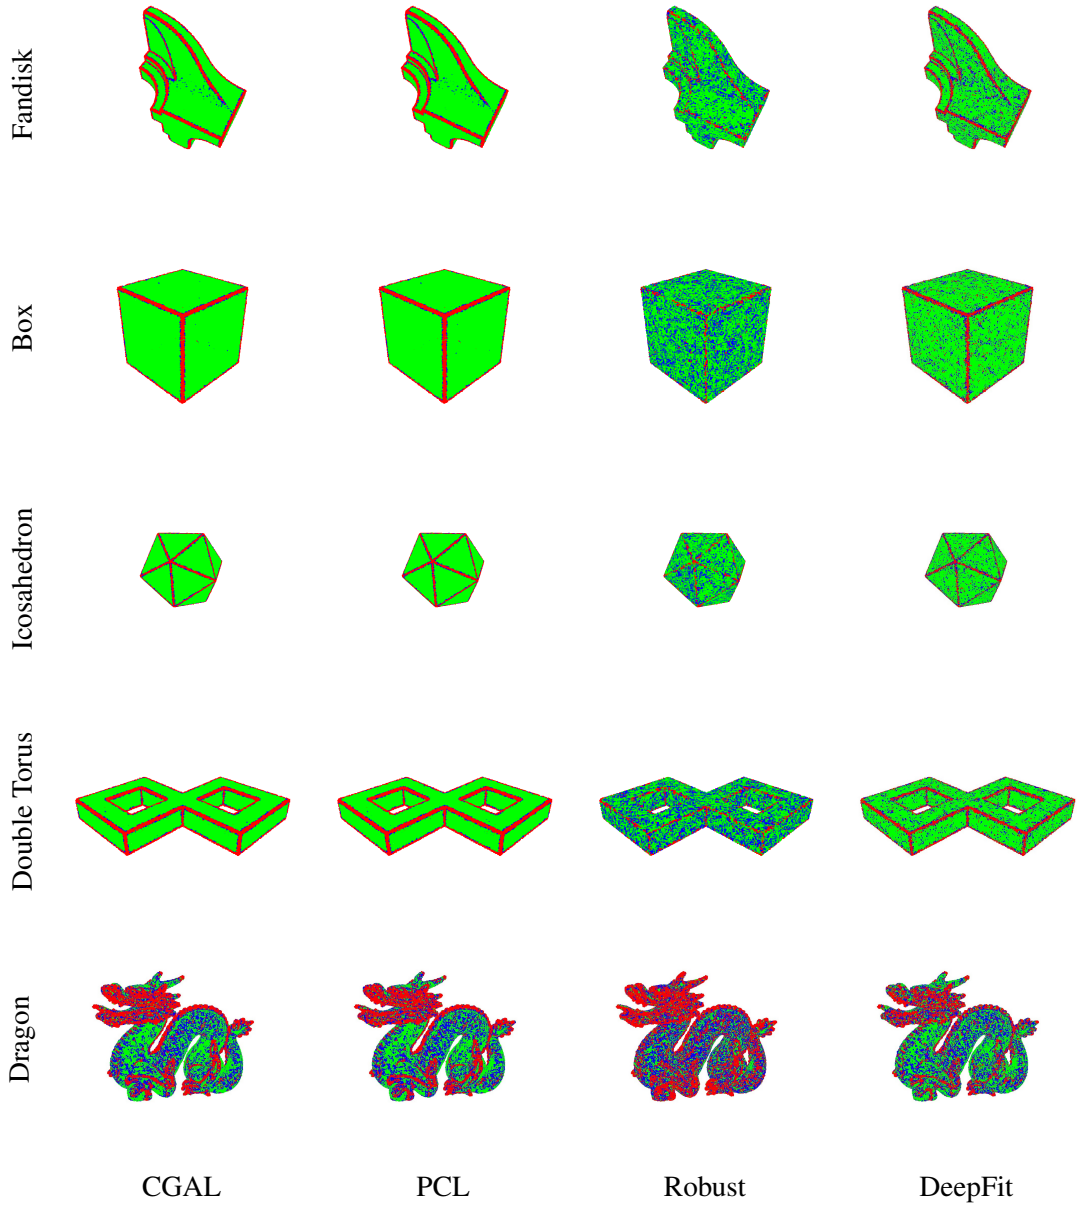 Fandisk
Box
Icosahedron
Double Torus
Dragon
CGAL PCL Robust DeepFit